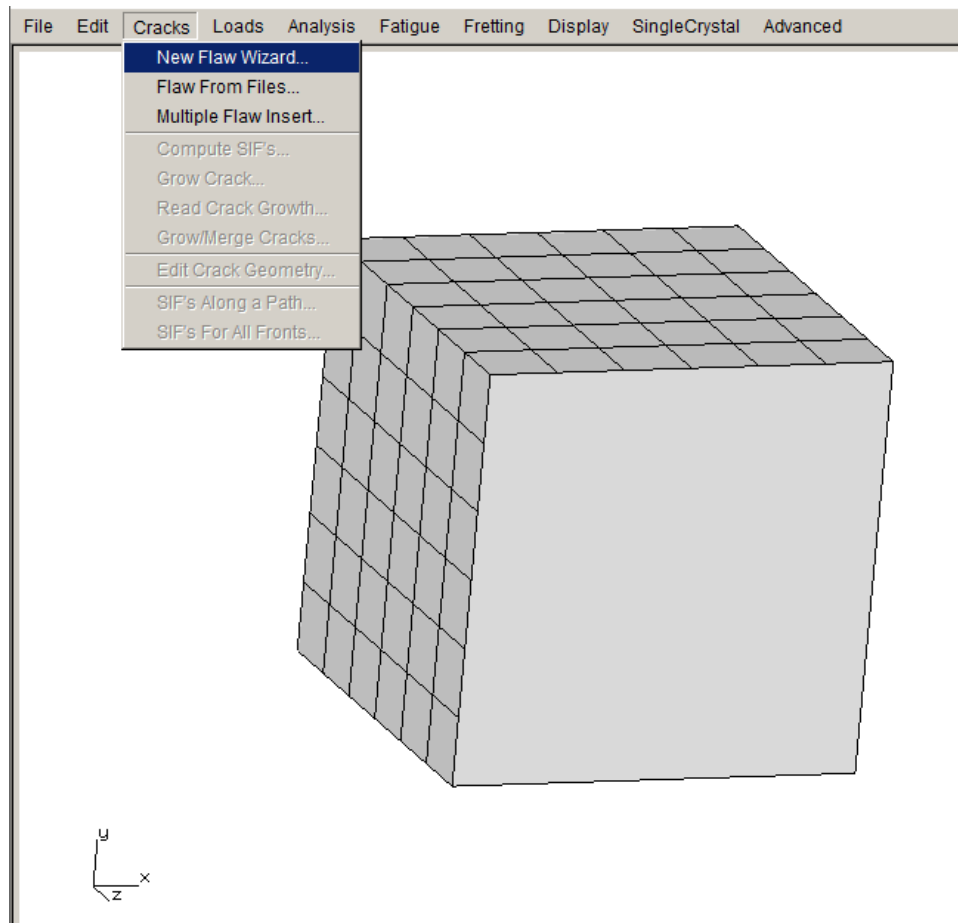 File Edit Cracks Loads Analysis Fatigue Fretting Display SingleCrystal Advanced
New Flaw Wizard...
Flaw From Files...
Multiple Flaw Insert...
Compute SIF's...
Grow Crack...
Read Crack Growth...
Grow/Merge Cracks...
Edit Crack Geometry...
SIF's Along a Path...
SIF's For All Fronts...
y
x
z